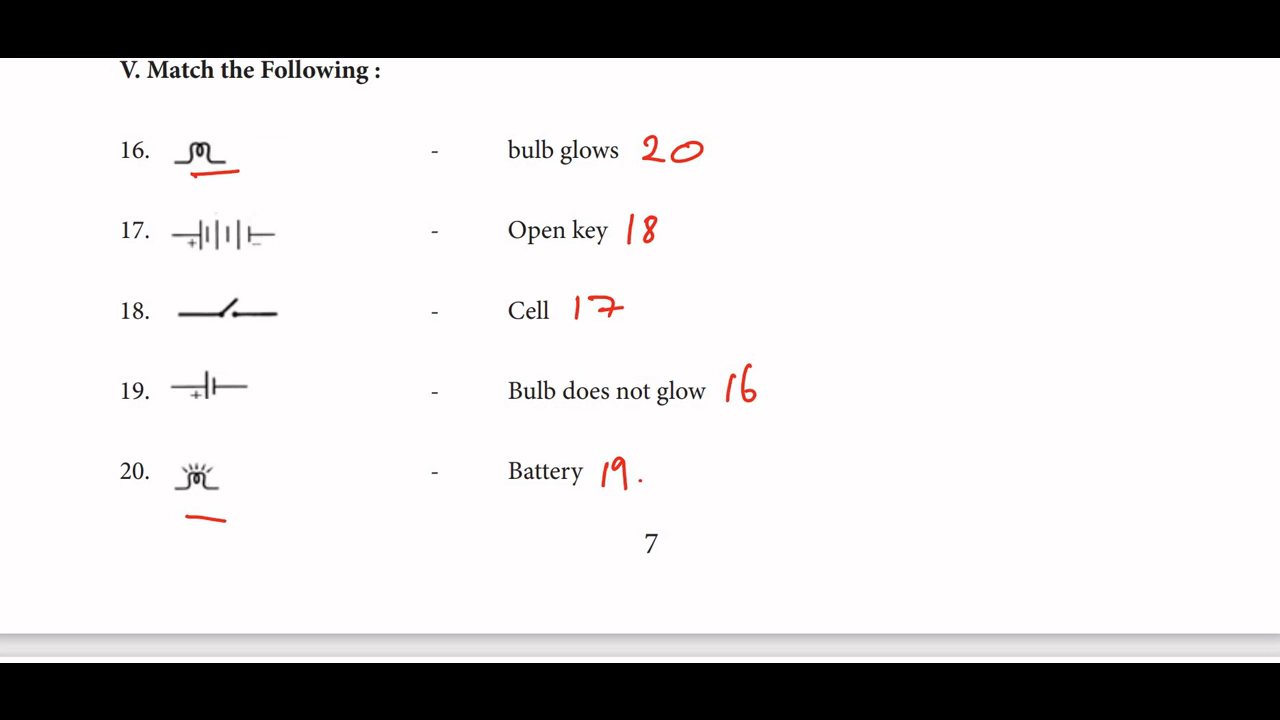 V. Match the Following :
16. - bulb glows 20
17. - Open key 18
18. - Cell 17
19. - Bulb does not glow 16
20. - Battery 19.
7